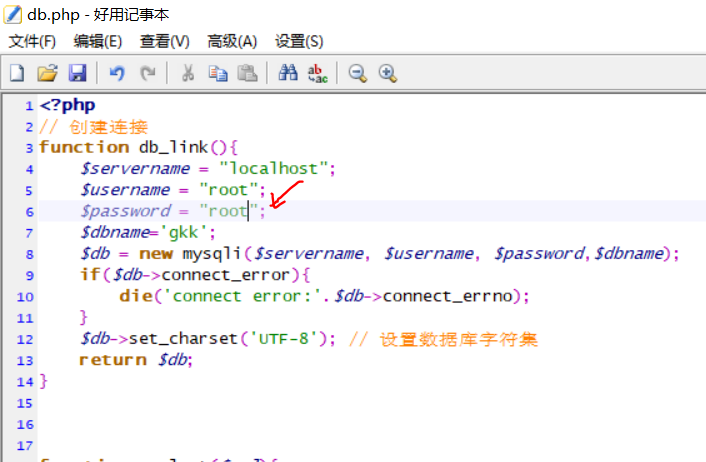 db.php - 好用记事本
文件(F) 编辑(E) 查看(V) 高级(A) 设置(S)
ab
ac
1 <?php
2 // 创建连接
3 function db_link(){
4 $servername = "localhost";
5 $username = "root";
6 $password = "root";
7 $dbname='gkk';
8 $db = new mysqli($servername, $username, $password,$dbname);
9 if($db->connect_error){
10 die('connect error:'.$db->connect_errno);
11 }
12 $db->set_charset('UTF-8'); // 设置数据库字符集
13 return $db;
14 }
15
16
17